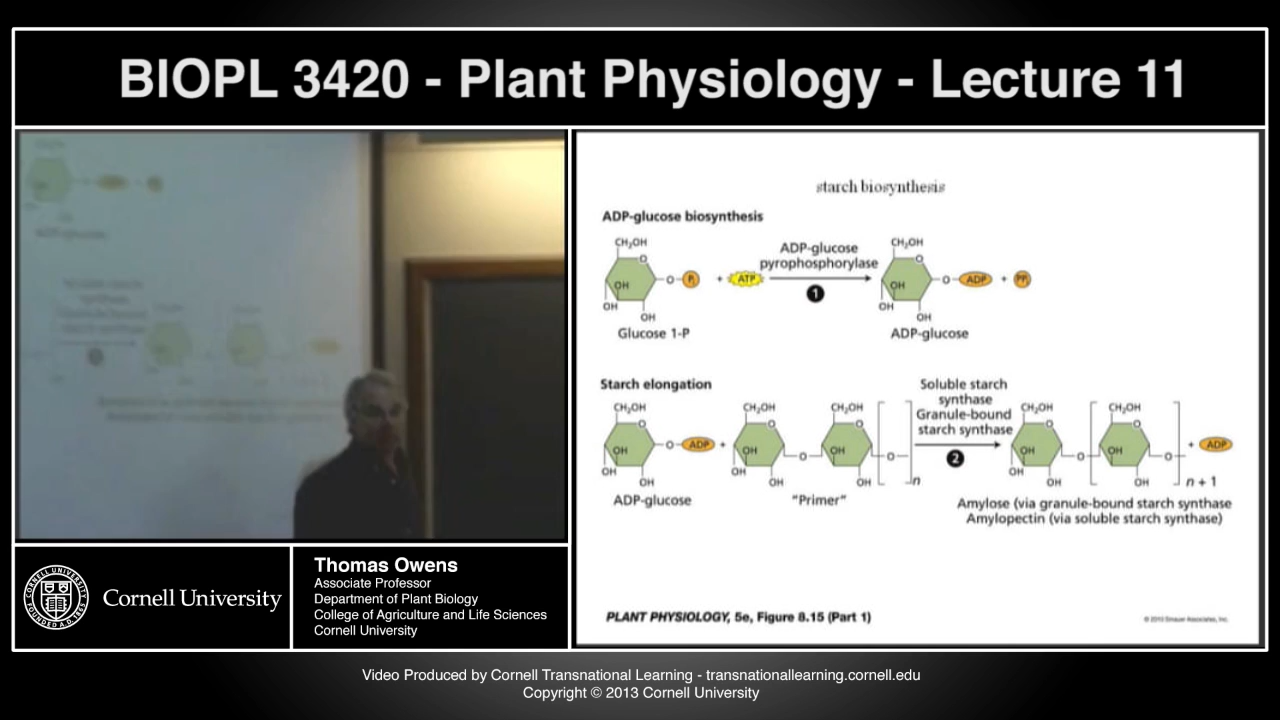 BIOPL 3420 - Plant Physiology - Lecture 11
starch biosynthesis
ADP-glucose biosynthesis
CH₂OH
O
OH
OH
OH
O
Pi
+
ATP
ADP-glucose
pyrophosphorylase
1
CH₂OH
O
OH
OH
OH
O
ADP
+
PPi
Glucose 1-P
ADP-glucose
Starch elongation
CH₂OH
O
OH
OH
OH
O
ADP
+
CH₂OH
O
OH
OH
OH
O
CH₂OH
O
OH
OH
O
n
Soluble starch
synthase
Granule-bound
starch synthase
2
CH₂OH
O
OH
OH
OH
O
CH₂OH
O
OH
OH
O
n + 1
+
ADP
ADP-glucose
"Primer"
Amylose (via granule-bound starch synthase
Amylopectin (via soluble starch synthase)
PLANT PHYSIOLOGY, 5e, Figure 8.15 (Part 1)
© 2010 Sinauer Associates, Inc.
Cornell University
Thomas Owens
Associate Professor
Department of Plant Biology
College of Agriculture and Life Sciences
Cornell University
Video Produced by Cornell Transnational Learning - transnationallearning.cornell.edu
Copyright © 2013 Cornell University